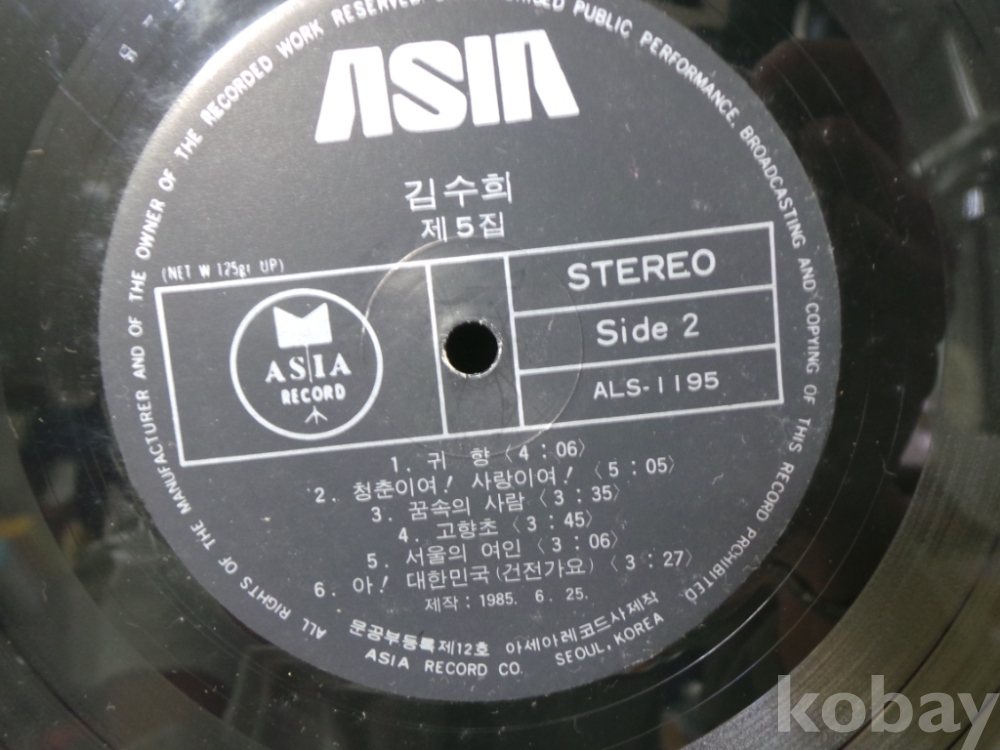 ALL RIGHTS OF THE MANUFACTURER AND OF THE OWNER OF THE RECORDED WORK RESERVED. PUBLIC PERFORMANCE, BROADCASTING AND COPYING OF THIS RECORD PROHIBITED
ASIA
김수희
제5집
(NET W 125gr UP)
ASIA
RECORD
STEREO
Side 2
ALS-1195
1. 귀 향 〈4 : 06〉
2. 청춘이여! 사랑이여! 〈5 : 05〉
3. 꿈속의 사람 〈3 : 35〉
4. 고향초 〈3 : 45〉
5. 서울의 여인 〈3 : 06〉
6. 아! 대한민국 (건전가요) 〈3 : 27〉
제작 : 1985. 6. 25.
문공부등록제12호 아세아레코드사제작
ASIA RECORD CO. SEOUL, KOREA
kobay